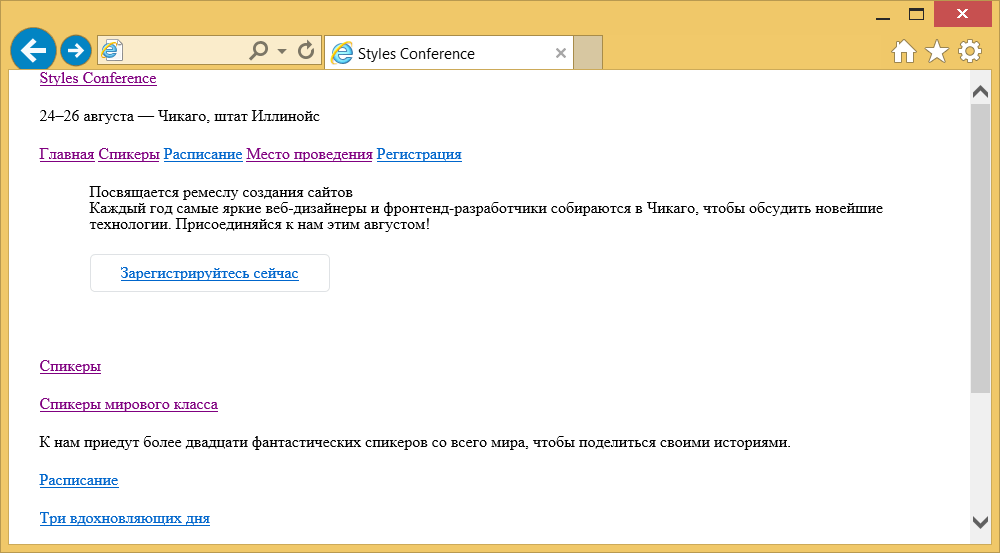 Styles Conference
Styles Conference
24–26 августа — Чикаго, штат Иллинойс
Главная Спикеры Расписание Место проведения Регистрация
Посвящается ремеслу создания сайтов
Каждый год самые яркие веб-дизайнеры и фронтенд-разработчики собираются в Чикаго, чтобы обсудить новейшие
технологии. Присоединяйся к нам этим августом!
Зарегистрируйтесь сейчас
Спикеры
Спикеры мирового класса
К нам приедут более двадцати фантастических спикеров со всего мира, чтобы поделиться своими историями.
Расписание
Три вдохновляющих дня